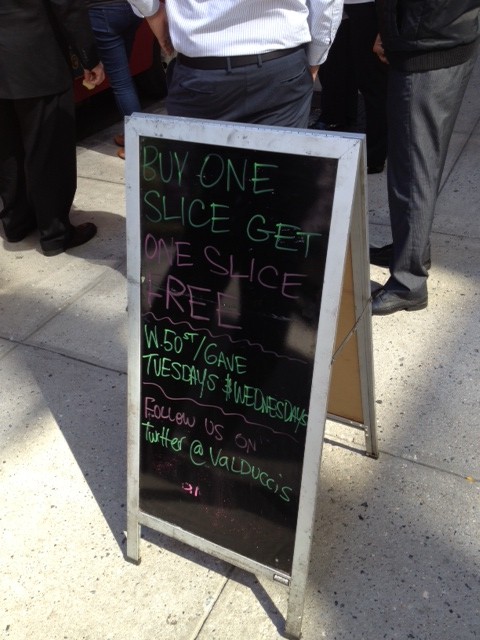 BUY ONE
SLICE GET
ONE SLICE
FREE
W.50ST/6AVE
TUESDAYS & WEDNESDAYS
FOLLOW US ON
Twitter @ VALDUCCIS